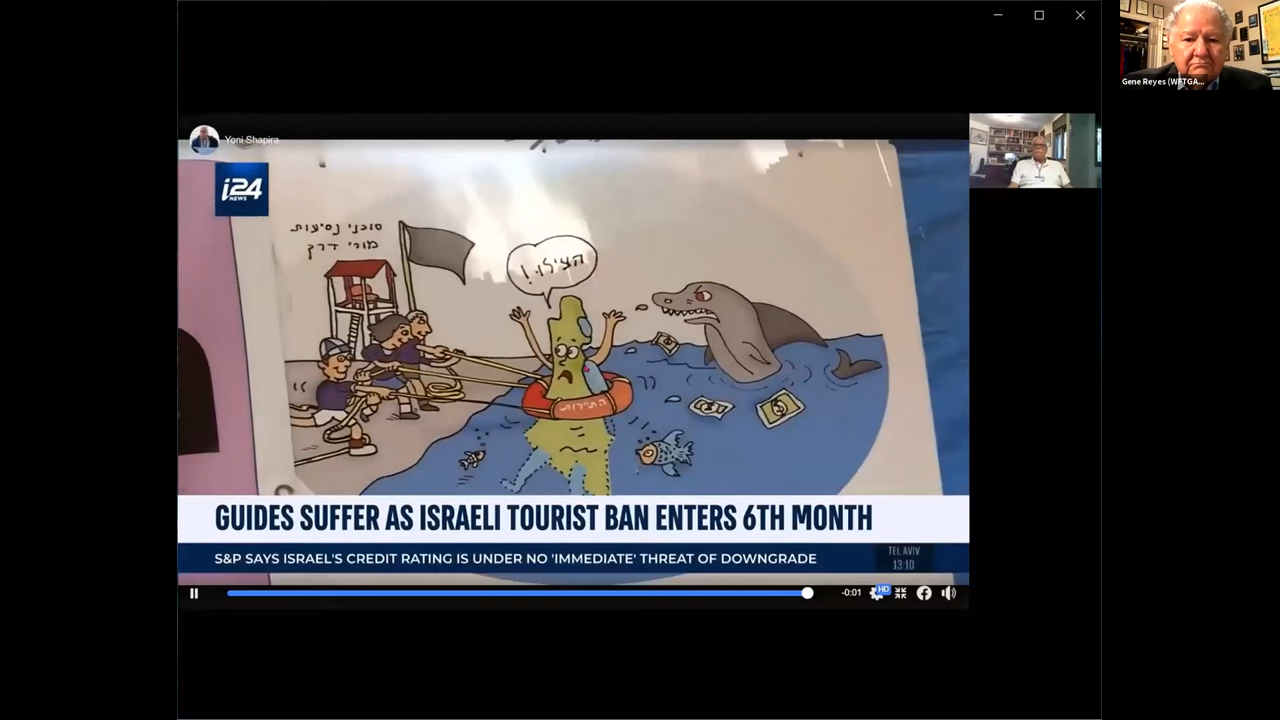 Gene Reyes (WFTGA...
Yoni Shapira
i24
NEWS
סוכני נסיעות
מורי דרך
הצילו!
התיירות
GUIDES SUFFER AS ISRAELI TOURIST BAN ENTERS 6TH MONTH
S&P SAYS ISRAEL'S CREDIT RATING IS UNDER NO 'IMMEDIATE' THREAT OF DOWNGRADE
TEL AVIV
13:10
-0:01
HD